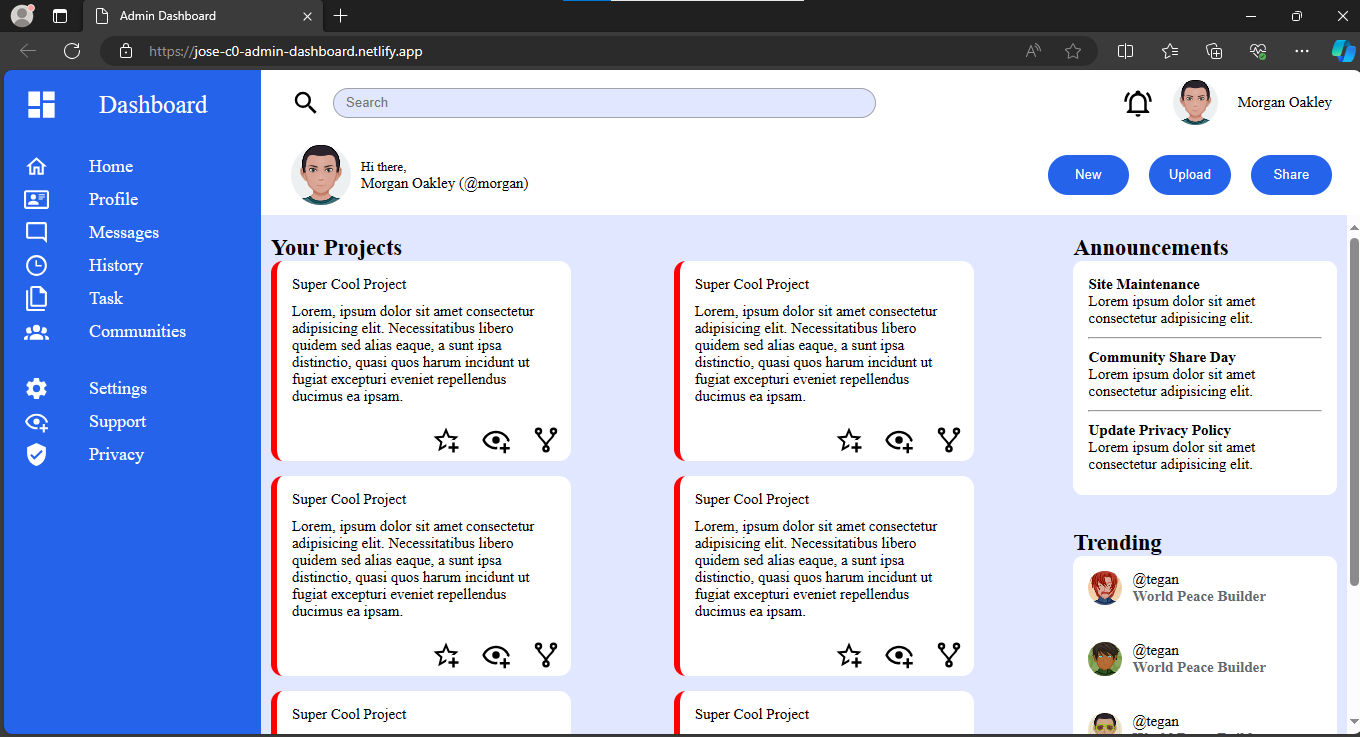 Admin Dashboard
https://jose-c0-admin-dashboard.netlify.app
Dashboard
Home
Profile
Messages
History
Task
Communities
Settings
Support
Privacy
Search
Morgan Oakley
Hi there,
Morgan Oakley (@morgan)
New
Upload
Share
Your Projects
Super Cool Project
Lorem, ipsum dolor sit amet consectetur
adipisicing elit. Necessitatibus libero
quidem sed alias eaque, a sunt ipsa
distinctio, quasi quos harum incidunt ut
fugiat excepturi eveniet repellendus
ducimus ea ipsam.
Super Cool Project
Lorem, ipsum dolor sit amet consectetur
adipisicing elit. Necessitatibus libero
quidem sed alias eaque, a sunt ipsa
distinctio, quasi quos harum incidunt ut
fugiat excepturi eveniet repellendus
ducimus ea ipsam.
Super Cool Project
Lorem, ipsum dolor sit amet consectetur
adipisicing elit. Necessitatibus libero
quidem sed alias eaque, a sunt ipsa
distinctio, quasi quos harum incidunt ut
fugiat excepturi eveniet repellendus
ducimus ea ipsam.
Super Cool Project
Lorem, ipsum dolor sit amet consectetur
adipisicing elit. Necessitatibus libero
quidem sed alias eaque, a sunt ipsa
distinctio, quasi quos harum incidunt ut
fugiat excepturi eveniet repellendus
ducimus ea ipsam.
Super Cool Project
Super Cool Project
Announcements
Site Maintenance
Lorem ipsum dolor sit amet
consectetur adipisicing elit.
Community Share Day
Lorem ipsum dolor sit amet
consectetur adipisicing elit.
Update Privacy Policy
Lorem ipsum dolor sit amet
consectetur adipisicing elit.
Trending
@tegan
World Peace Builder
@tegan
World Peace Builder
@tegan